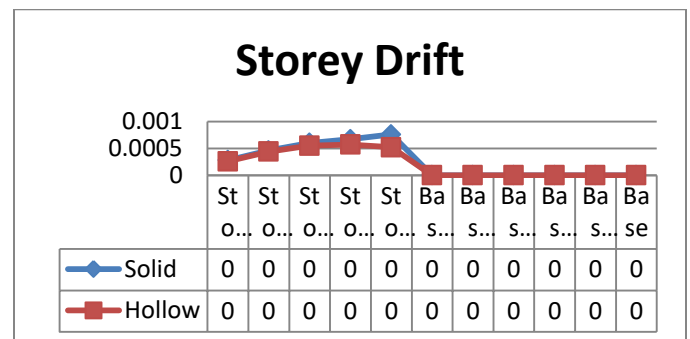 Storey Drift
0.001
0.0005
0
St St St St St Ba Ba Ba Ba Ba Ba
o... o... o... o... o... s... s... s... s... s... se
Solid 0 0 0 0 0 0 0 0 0 0 0
Hollow 0 0 0 0 0 0 0 0 0 0 0